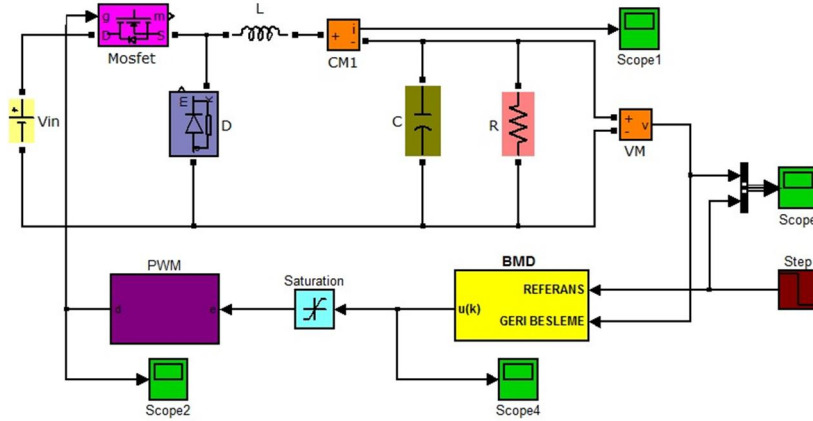 g
m
D
S
Mosfet
L
i
+
-
CM1
Scope1
Vin
m
k
D
C
R
+
-
v
VM
Scope
PWM
Saturation
BMD
Step
REFERANS
u(k)
GERI BESLEME
d
e
Scope2
Scope4